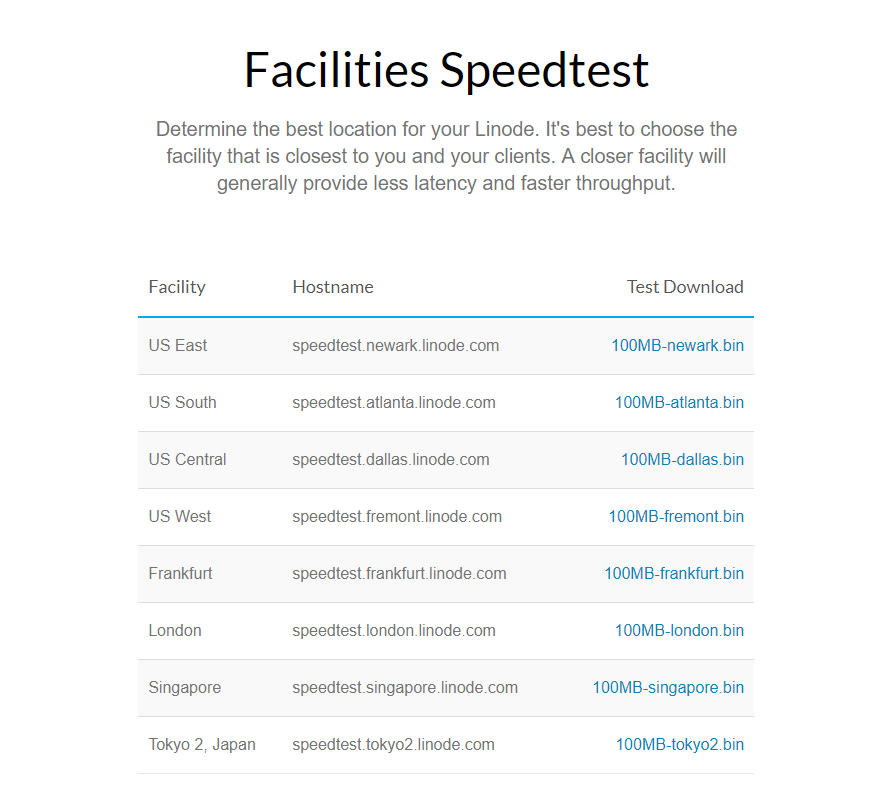 Facilities Speedtest
Determine the best location for your Linode. It's best to choose the
facility that is closest to you and your clients. A closer facility will
generally provide less latency and faster throughput.
Facility Hostname Test Download
US East speedtest.newark.linode.com 100MB-newark.bin
US South speedtest.atlanta.linode.com 100MB-atlanta.bin
US Central speedtest.dallas.linode.com 100MB-dallas.bin
US West speedtest.fremont.linode.com 100MB-fremont.bin
Frankfurt speedtest.frankfurt.linode.com 100MB-frankfurt.bin
London speedtest.london.linode.com 100MB-london.bin
Singapore speedtest.singapore.linode.com 100MB-singapore.bin
Tokyo 2, Japan speedtest.tokyo2.linode.com 100MB-tokyo2.bin